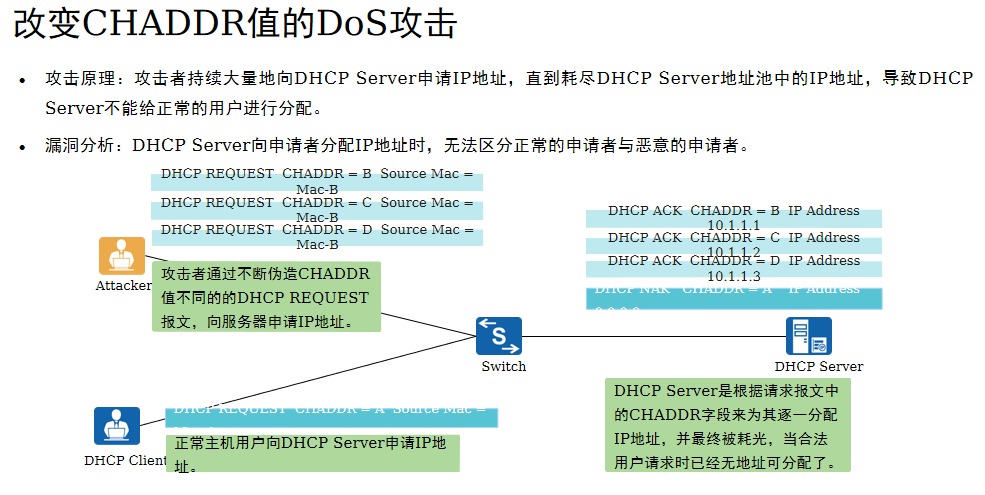 改变CHADDR值的DoS攻击
• 攻击原理：攻击者持续大量地向DHCP Server申请IP地址，直到耗尽DHCP Server地址池中的IP地址，导致DHCP
Server不能给正常的用户进行分配。
• 漏洞分析：DHCP Server向申请者分配IP地址时，无法区分正常的申请者与恶意的申请者。
DHCP REQUEST CHADDR = B Source Mac =
Mac-B
DHCP REQUEST CHADDR = C Source Mac =
Mac-B
DHCP REQUEST CHADDR = D Source Mac =
Mac-B
DHCP ACK CHADDR = B IP Address
10.1.1.1
DHCP ACK CHADDR = C IP Address
10.1.1.2
DHCP ACK CHADDR = D IP Address
10.1.1.3
DHCP NAK CHADDR = A IP Address
0.0.0.0
Attacker
攻击者通过不断伪造CHADDR
值不同的的DHCP REQUEST
报文，向服务器申请IP地址。
S
Switch
DHCP Server
DHCP Server是根据请求报文中
的CHADDR字段来为其逐一分配
IP地址，并最终被耗光，当合法
用户请求时已经无地址可分配了。
DHCP REQUEST CHADDR = A Source Mac =
正常主机用户向DHCP Server申请IP地
址。
DHCP Client